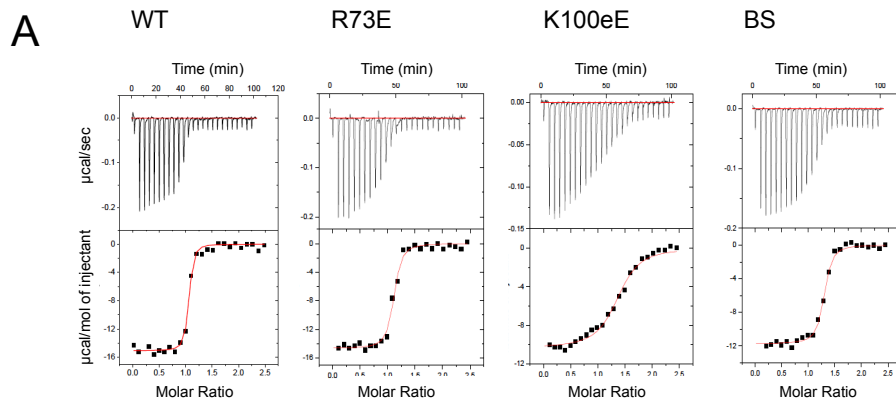 A
WT R73E K100eE BS
Time (min) Time (min) Time (min) Time (min)
0 20 40 60 80 100 120 0 50 100 0 50 100 0 50 100
µcal/sec
0.0 -0.1 -0.2
0.0 -0.1 -0.2
0.00 -0.05 -0.10 -0.15
0.0 -0.1 -0.2
µcal/mol of injectant
0 -4 -8 -12 -16
0 -4 -8 -12 -16
0 -2 -4 -6 -8 -10 -12
0 -4 -8 -12
0.0 0.5 1.0 1.5 2.0 2.5 0.0 0.5 1.0 1.5 2.0 2.5 0.0 0.5 1.0 1.5 2.0 2.5 0.0 0.5 1.0 1.5 2.0 2.5
Molar Ratio Molar Ratio Molar Ratio Molar Ratio